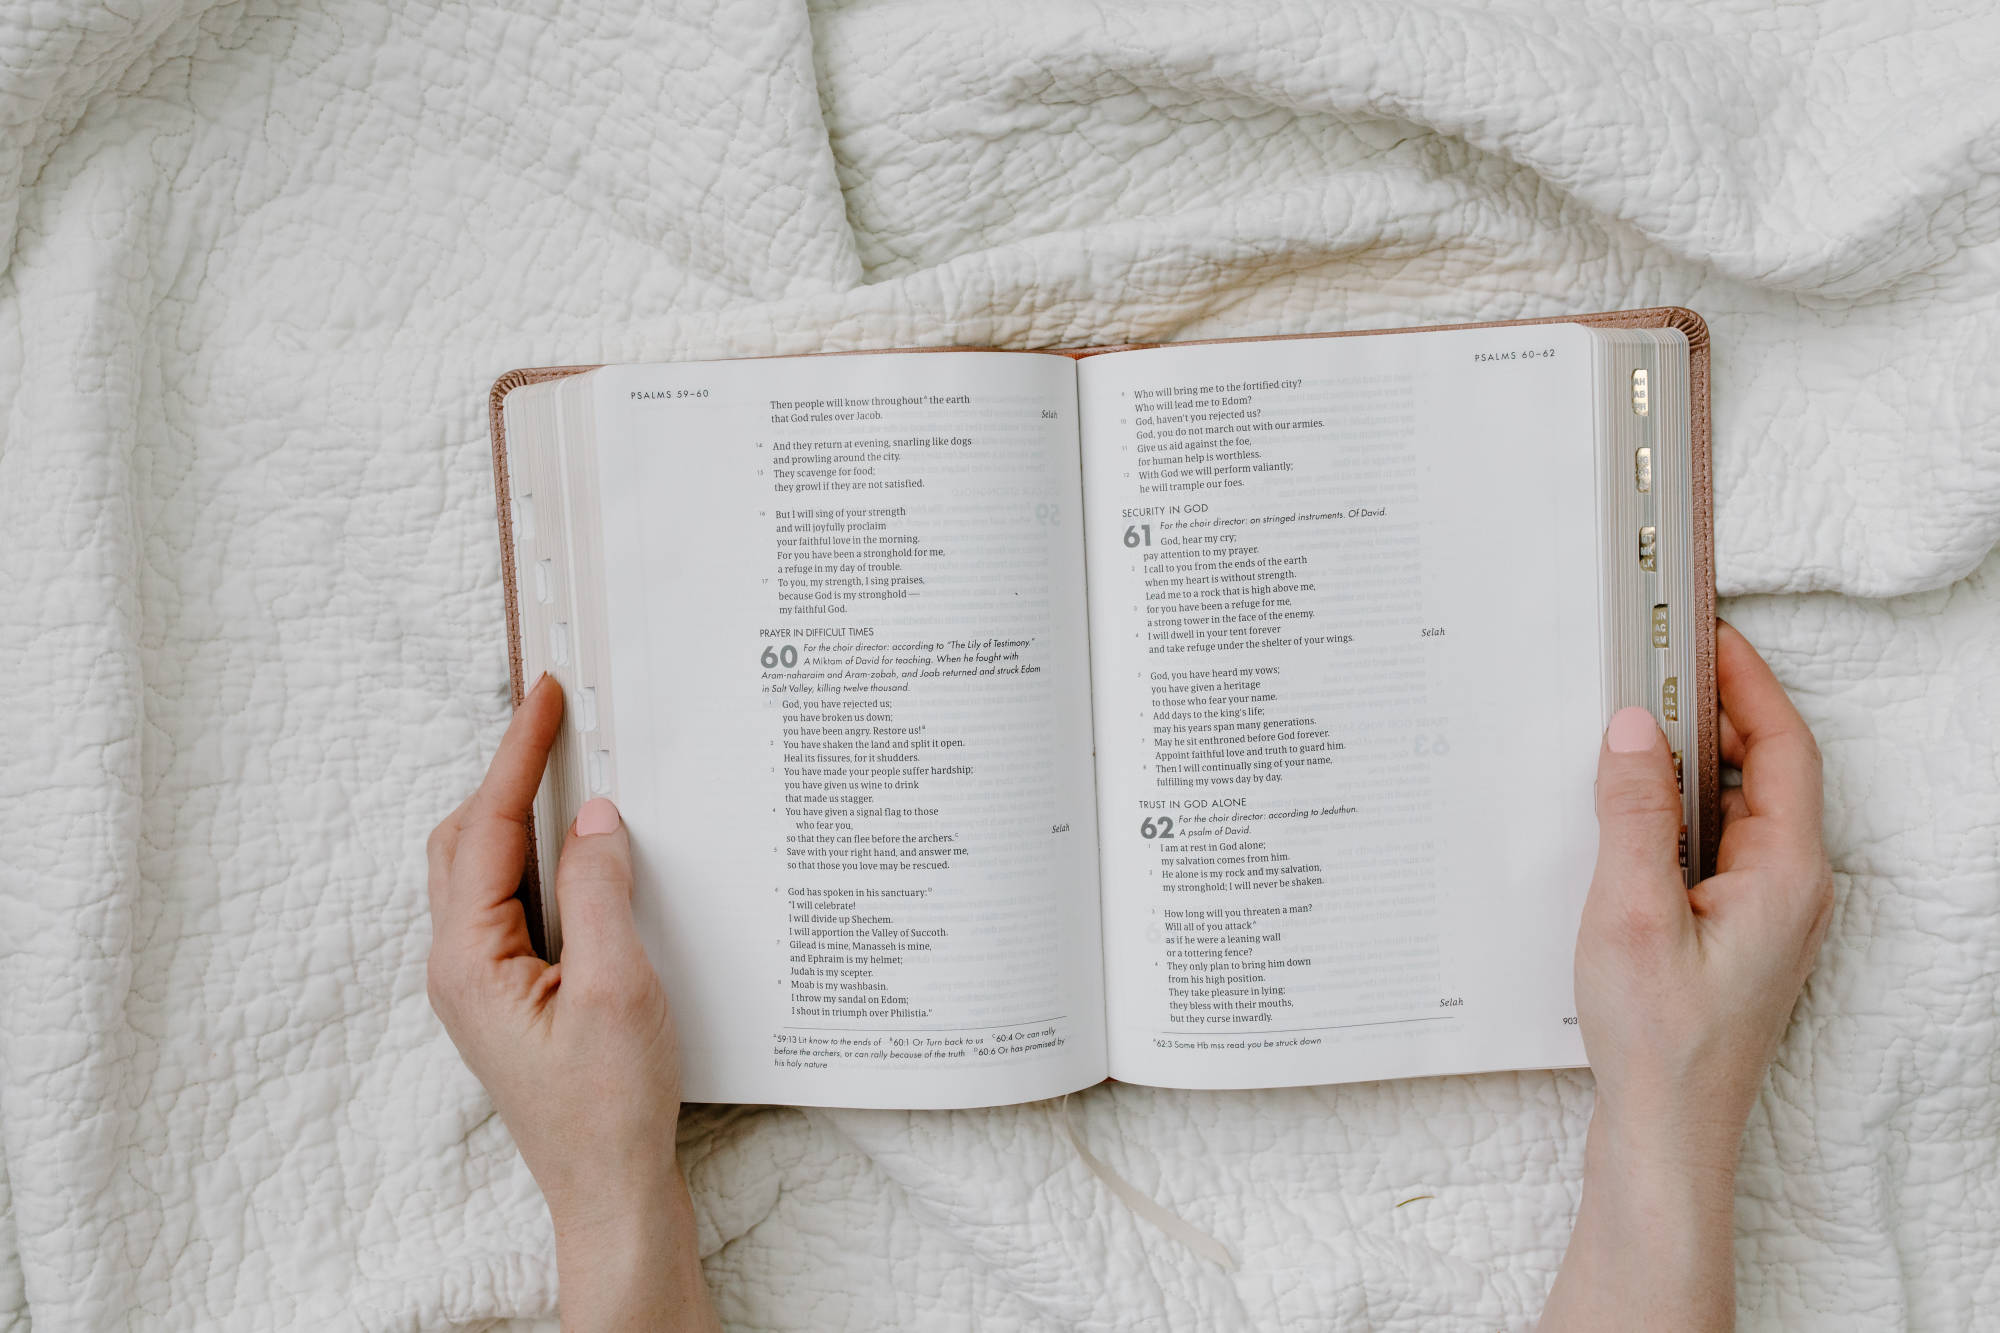 PSALMS 59–60
Then people will know throughoutᴬ the earth
that God rules over Jacob. Selah
14 And they return at evening, snarling like dogs
and prowling around the city.
15 They scavenge for food;
they growl if they are not satisfied.
16 But I will sing of your strength
and will joyfully proclaim
your faithful love in the morning.
For you have been a stronghold for me,
a refuge in my day of trouble.
17 To you, my strength, I sing praises,
because God is my stronghold —
my faithful God.
PRAYER IN DIFFICULT TIMES
60 For the choir director: according to "The Lily of Testimony."
A Miktam of David for teaching. When he fought with
Aram-naharaim and Aram-zobah, and Joab returned and struck Edom
in Salt Valley, killing twelve thousand.
1 God, you have rejected us;
you have broken us down;
you have been angry. Restore us!ᴮ
2 You have shaken the land and split it open.
Heal its fissures, for it shudders.
3 You have made your people suffer hardship;
you have given us wine to drink
that made us stagger.
4 You have given a signal flag to those
who fear you,
so that they can flee before the archers.ᶜ Selah
5 Save with your right hand, and answer me,
so that those you love may be rescued.
6 God has spoken in his sanctuary:ᴰ
"I will celebrate!
I will divide up Shechem.
I will apportion the Valley of Succoth.
7 Gilead is mine, Manasseh is mine,
and Ephraim is my helmet;
Judah is my scepter.
8 Moab is my washbasin.
I throw my sandal on Edom;
I shout in triumph over Philistia."
ᴬ59:13 Lit know to the ends of ᴮ60:1 Or Turn back to us ᶜ60:4 Or can rally
before the archers, or can rally because of the truth ᴰ60:6 Or has promised by
his holy nature
PSALMS 60–62
9 Who will bring me to the fortified city?
Who will lead me to Edom?
10 God, haven't you rejected us?
God, you do not march out with our armies.
11 Give us aid against the foe,
for human help is worthless.
12 With God we will perform valiantly;
he will trample our foes.
SECURITY IN GOD
61 For the choir director: on stringed instruments. Of David.
God, hear my cry;
pay attention to my prayer.
2 I call to you from the ends of the earth
when my heart is without strength.
Lead me to a rock that is high above me,
3 for you have been a refuge for me,
a strong tower in the face of the enemy.
4 I will dwell in your tent forever
and take refuge under the shelter of your wings. Selah
5 God, you have heard my vows;
you have given a heritage
to those who fear your name.
6 Add days to the king's life;
may his years span many generations.
7 May he sit enthroned before God forever.
Appoint faithful love and truth to guard him.
8 Then I will continually sing of your name,
fulfilling my vows day by day.
TRUST IN GOD ALONE
62 For the choir director: according to Jeduthun.
A psalm of David.
1 I am at rest in God alone;
my salvation comes from him.
2 He alone is my rock and my salvation,
my stronghold; I will never be shaken.
3 How long will you threaten a man?
Will all of you attackᴬ
as if he were a leaning wall
or a tottering fence?
4 They only plan to bring him down
from his high position.
They take pleasure in lying;
they bless with their mouths,
but they curse inwardly. Selah
903
ᴬ62:3 Some Hb mss read you be struck down
AH
AB
MT
MK
LK
AC
RM
GL
PH